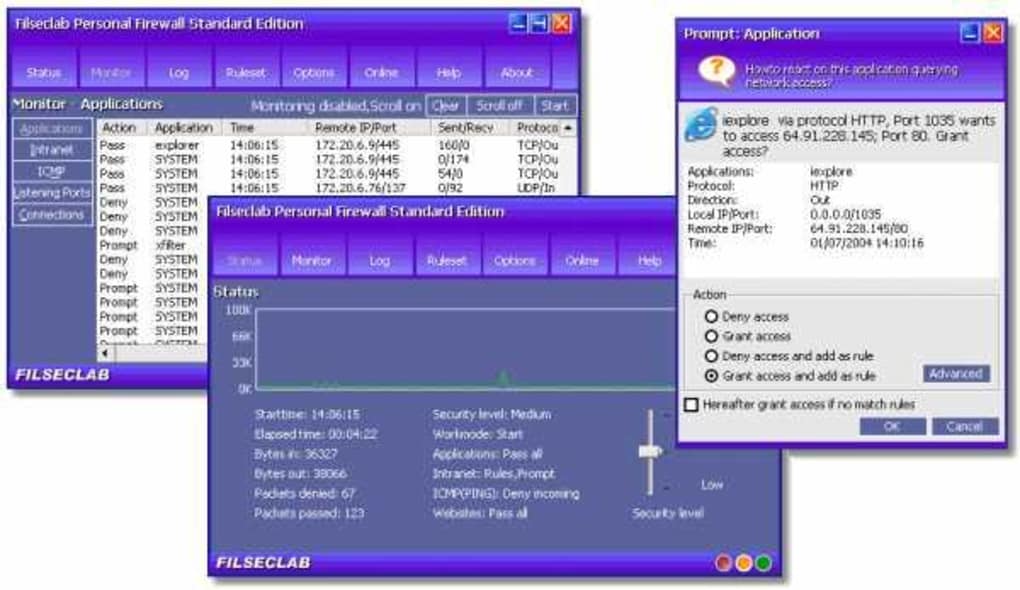 Filseclab Personal Firewall Standard Edition
Status Monitor Log Ruleset Options Online Help About
Monitor - Applications Monitoring disabled,Scroll on Clear Scroll off Start
Applications
Intranet
ICMP
Listening Ports
Connections
Action Application Time Remote IP/Port Sent/Recv Protoco
Pass explorer 14:06:15 172.20.6.9/445 160/0 TCP/Ou
Pass SYSTEM 14:06:15 172.20.6.9/445 0/174 TCP/Ou
Pass SYSTEM 14:06:15 172.20.6.9/445 54/0 TCP/Ou
Pass SYSTEM 14:06:15 172.20.6.76/137 0/92 UDP/In
Deny SYSTEM
Deny SYSTEM
Deny SYSTEM
Prompt xfilter
Deny SYSTEM
Deny SYSTEM
Prompt SYSTEM
Prompt SYSTEM
Prompt SYSTEM
Prompt SYSTEM
FILSECLAB
Filseclab Personal Firewall Standard Edition
Status Monitor Log Ruleset Options Online Help
Status
100K
66K
33K
0K
Starttime: 14:06:15
Elapsed time: 00:04:22
Bytes in: 36327
Bytes out: 38066
Packets denied: 67
Packets passed: 123
Security level: Medium
Workmode: Start
Applications: Pass all
Intranet: Rules,Prompt
ICMP(PING): Deny incoming
Websites: Pass all
Low
Security level
FILSECLAB
Prompt: Application
How to react on this application querying
network access?
iexplore via protocol HTTP, Port 1035 wants
to access 64.91.228.145; Port 80. Grant
access?
Applications: iexplore
Protocol: HTTP
Direction: Out
Local IP/Port: 0.0.0.0/1035
Remote IP/Port: 64.91.228.145/80
Time: 01/07/2004 14:10:16
Action
Deny access
Grant access
Deny access and add as rule
Grant access and add as rule
Advanced
Hereafter grant access if no match rules
OK Cancel